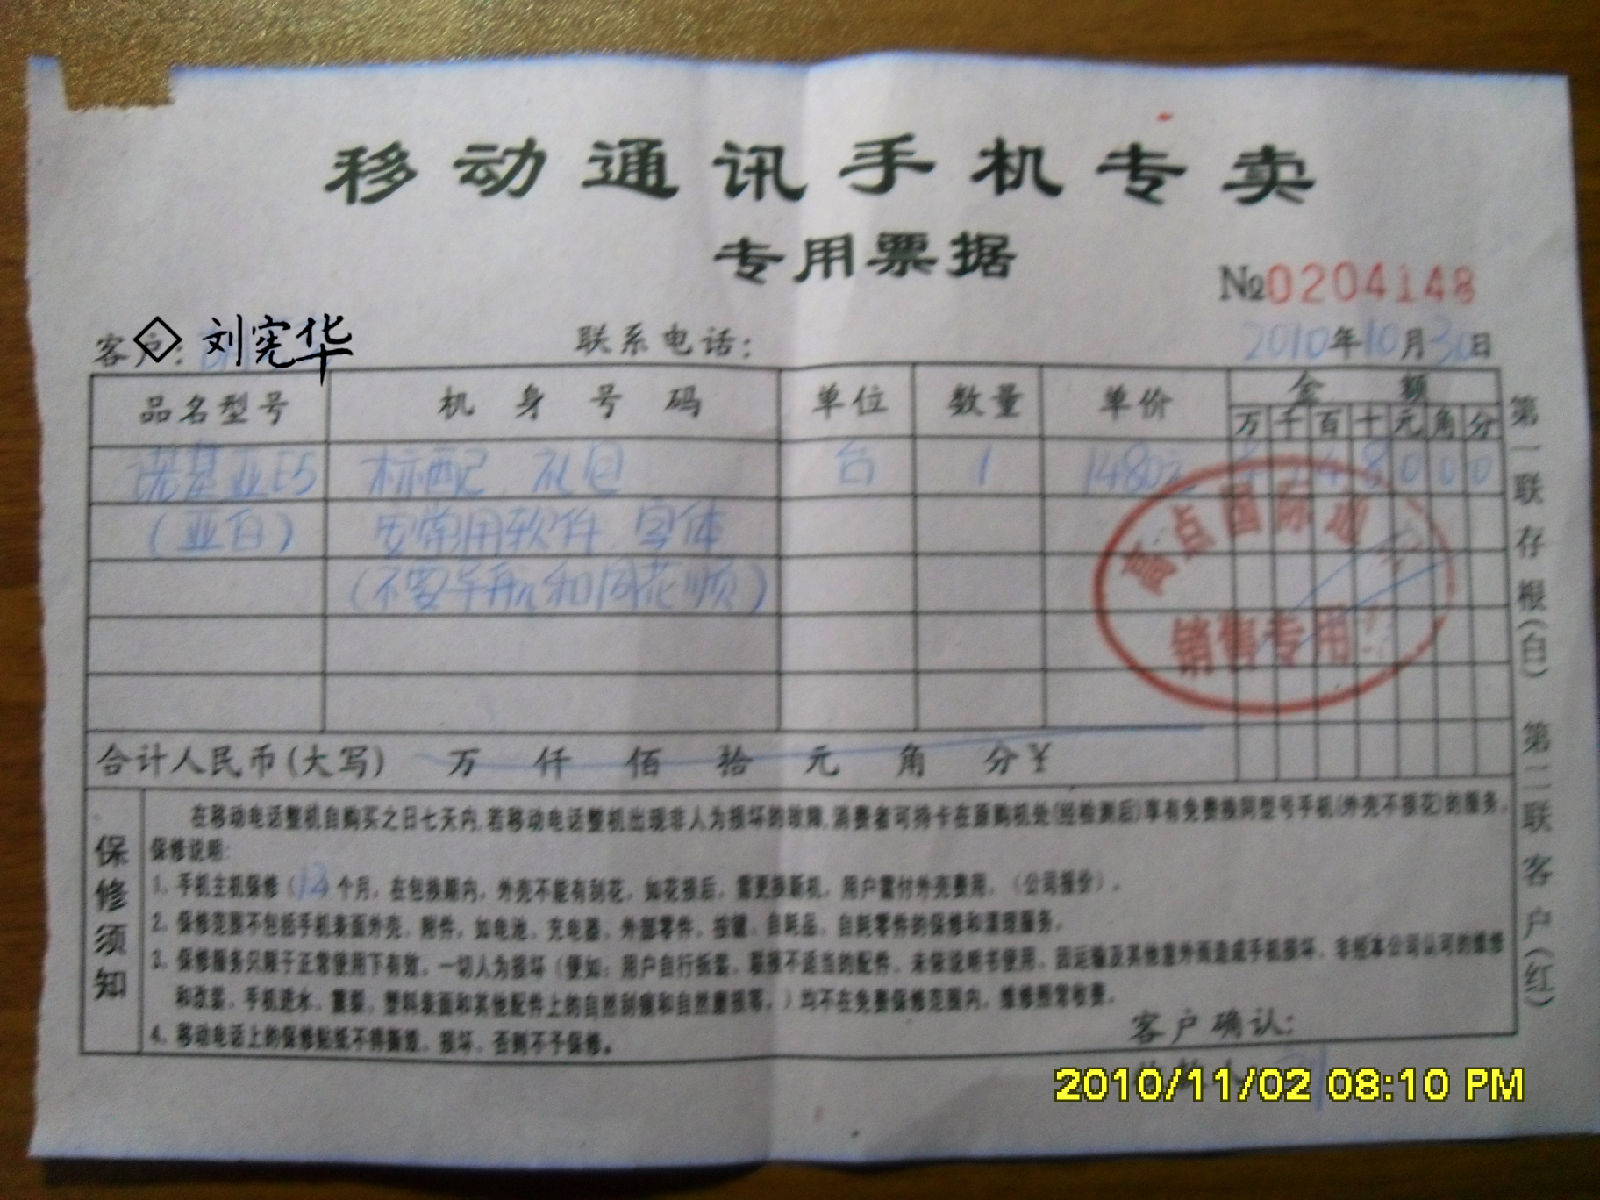 移动通讯手机专卖
专用票据
№0204148
客户: 刘宪华 联系电话: 2010年10月30日
品名型号 机身号码 单位 数量 单价 金额
万 千 百 十 元 角 分
诺基亚E5 标配、礼包 台 1 1480元 1 4 8 0 0 0
(亚白) 安常用软件 字体
(不要导航和同花顺)
高点国际通
销售专用
合计人民币(大写) 万 仟 佰 拾 元 角 分¥
第一联存根(白) 第二联客户(红)
保修须知
在移动电话整机自购买之日七天内,若移动电话整机出现非人为损坏的故障,消费者可持卡在原购机处(经检测后)享有免费换同型号手机(外壳不损花)的服务。
保修说明:
1、手机主机保修(12个月,在包换期内,外壳不能有刮花,如花损后,需更换新机,用户需付外壳费用,(公司报价)。
2、保修范围不包括手机表面外壳、附件,如电池、充电器、外部零件、按键、自耗品、自耗零件的保修和清理服务。
3、保修服务只限于正常使用下有效。一切人为损坏(便如:用户自行拆装、联接不适当的配件、未依说明书使用、因运输及其他意外而造成手机损坏、非经本公司认可的维修
和改装、手机进水、震裂、塑料表面和其他配件上的自然刮痕和自然磨损等,)均不在免费保修范围内,维修照常收费。
4、移动电话上的保修贴纸不得撕毁、损坏、否则不予保修。
客户确认:
2010/11/02 08:10 PM